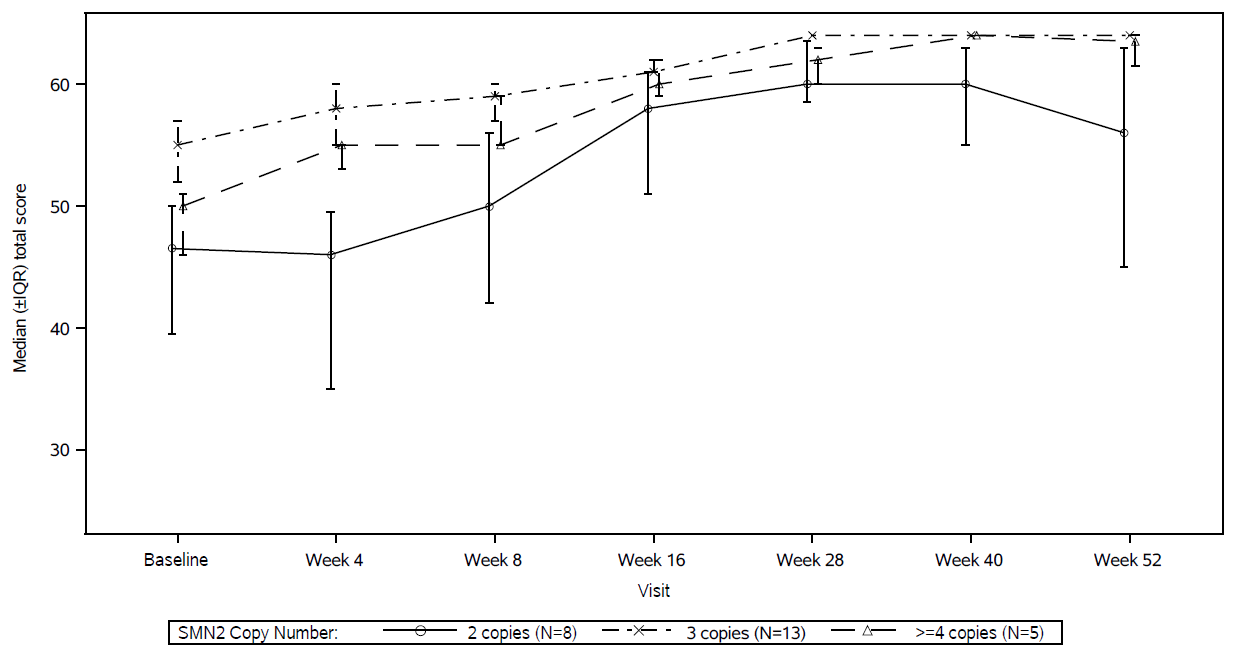 Median (±IQR) total score
60
50
40
30
Baseline Week 4 Week 8 Week 16 Week 28 Week 40 Week 52
Visit
SMN2 Copy Number: 2 copies (N=8) 3 copies (N=13) >=4 copies (N=5)